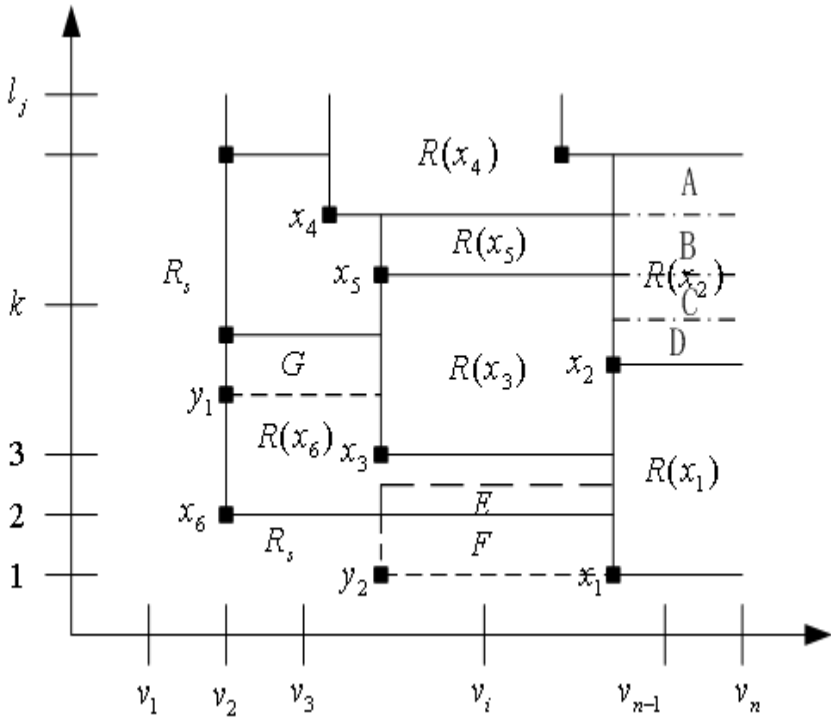 l_j
A
R(x_4)
x_4
B
R(x_5)
R_s
x_5
R(x_2)
k
C
D
G
x_2
R(x_3)
y_1
R(x_6)
3
x_3
R(x_1)
E
2
x_6
R_s
F
1
y_2
x_1
v_1 v_2 v_3 v_i v_{n-1} v_n